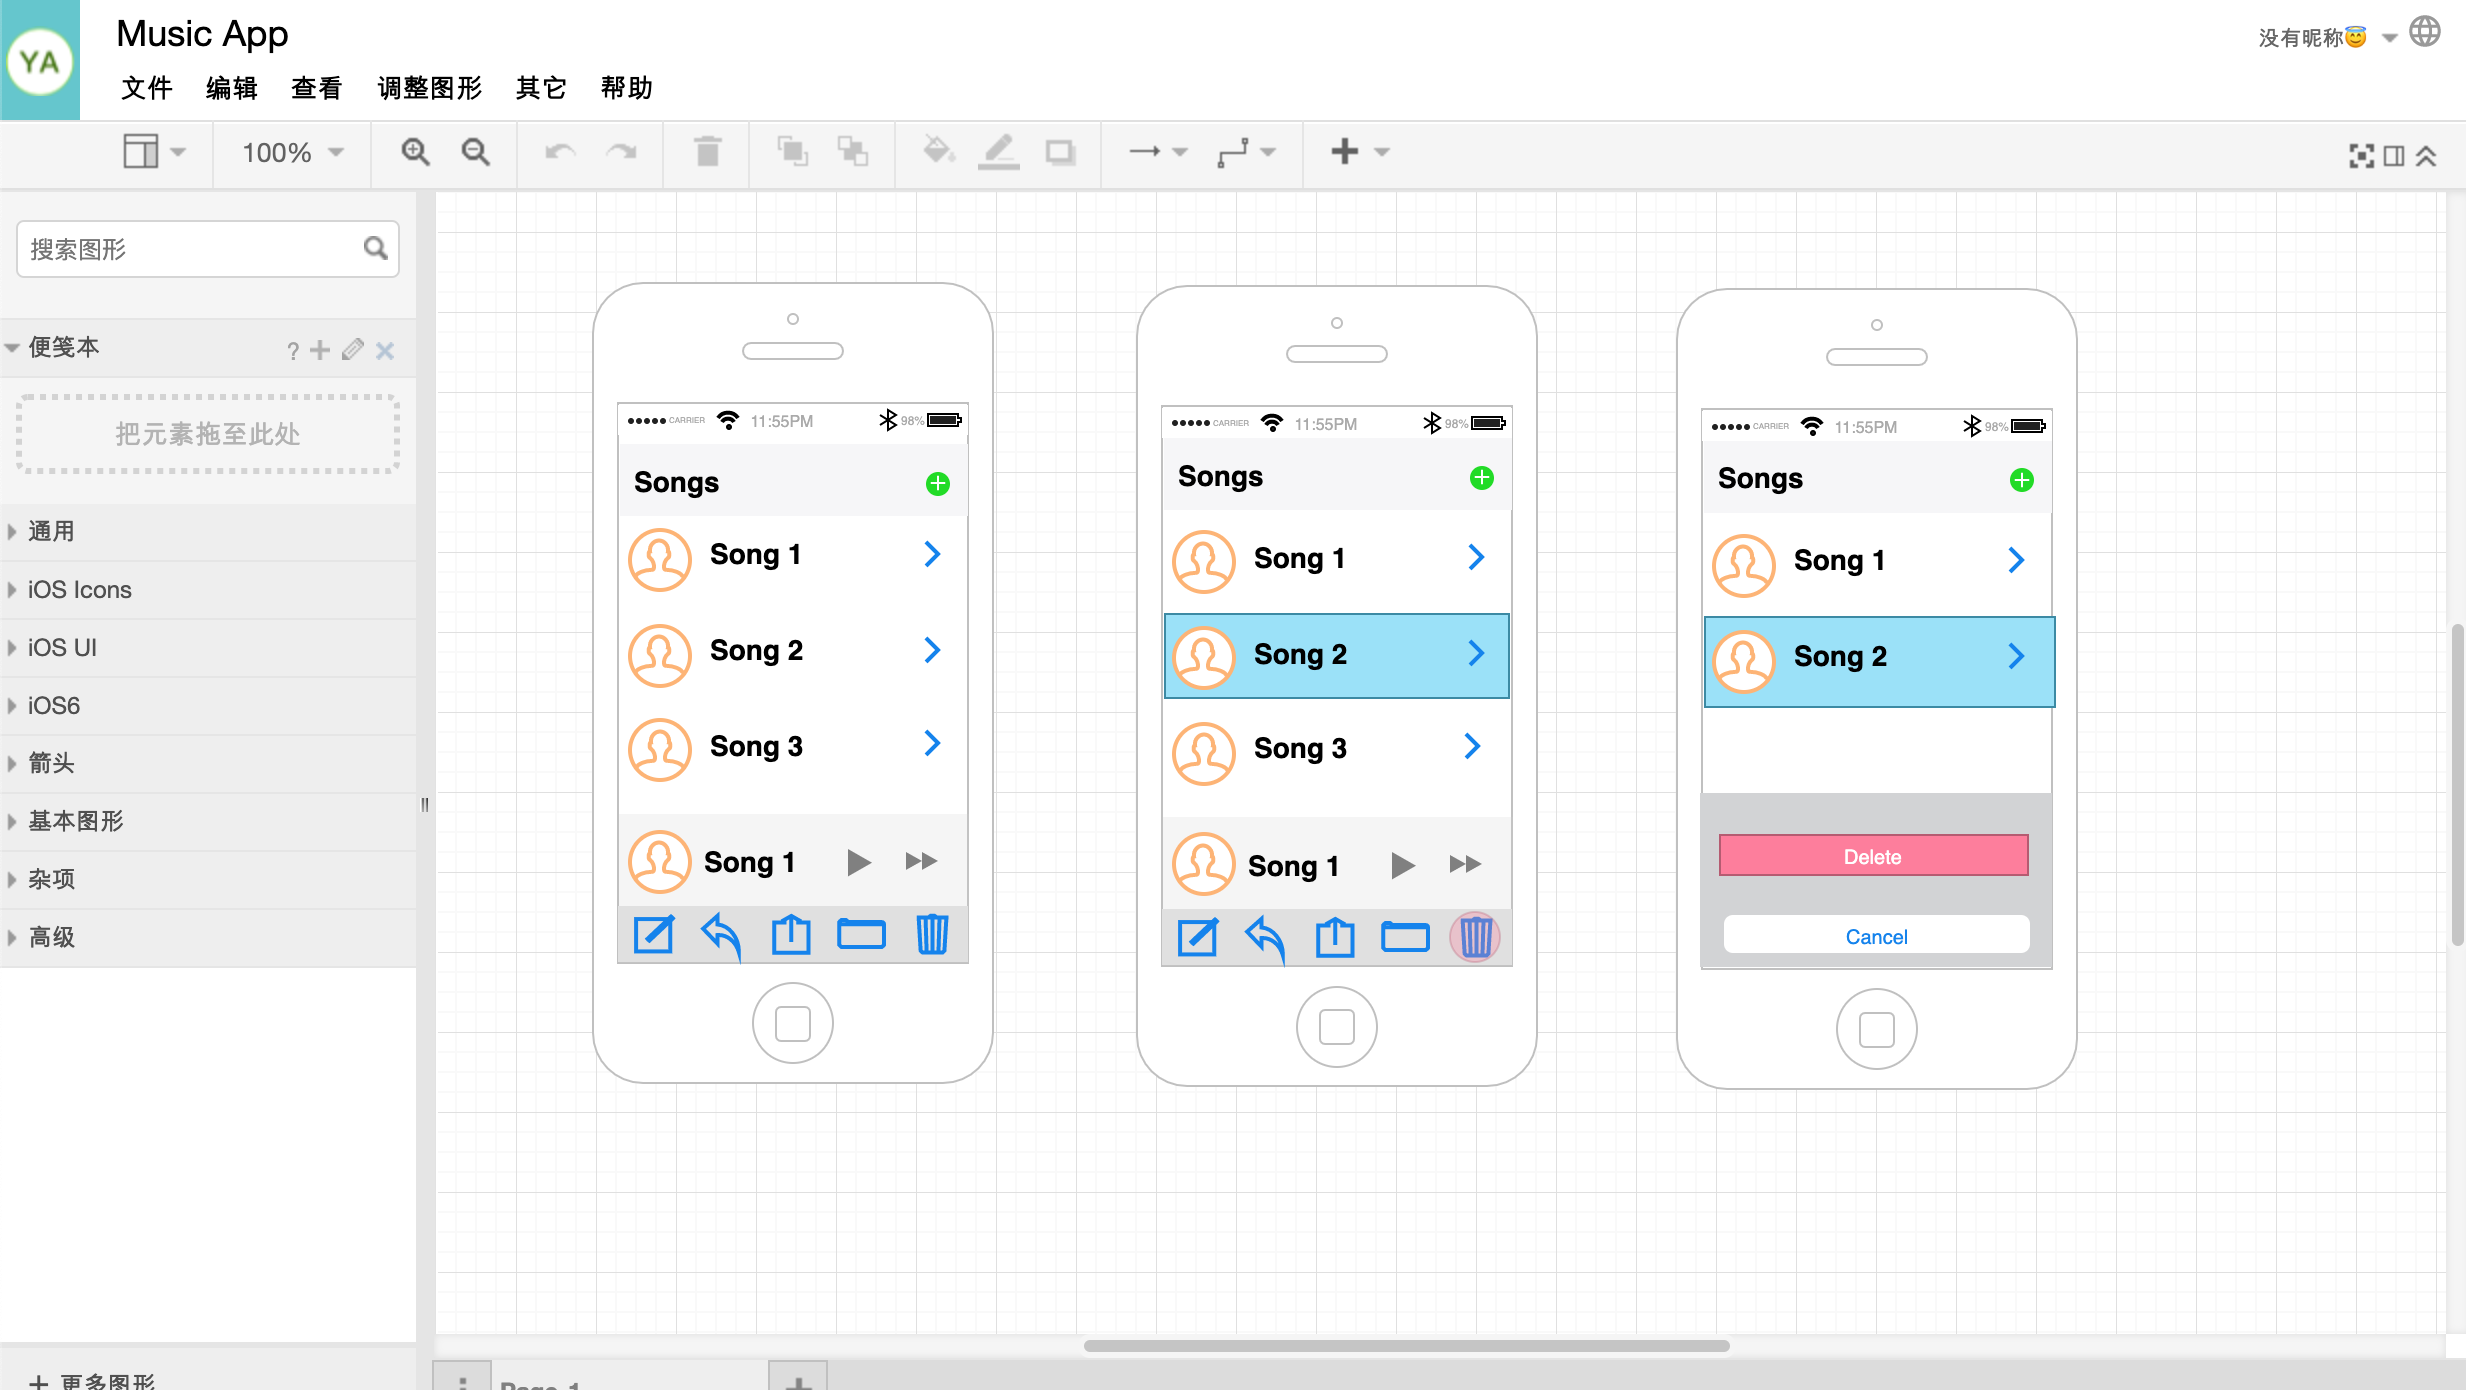 YA
Music App
没有昵称😇
文件 编辑 查看 调整图形 其它 帮助
100%
搜索图形
便笺本 ?
把元素拖至此处
通用
iOS Icons
iOS UI
iOS6
箭头
基本图形
杂项
高级
更多图形
CARRIER 11:55PM 98%
Songs
Song 1
Song 2
Song 3
Song 1
CARRIER 11:55PM 98%
Songs
Song 1
Song 2
Song 3
Song 1
CARRIER 11:55PM 98%
Songs
Song 1
Song 2
Delete
Cancel
Page-1